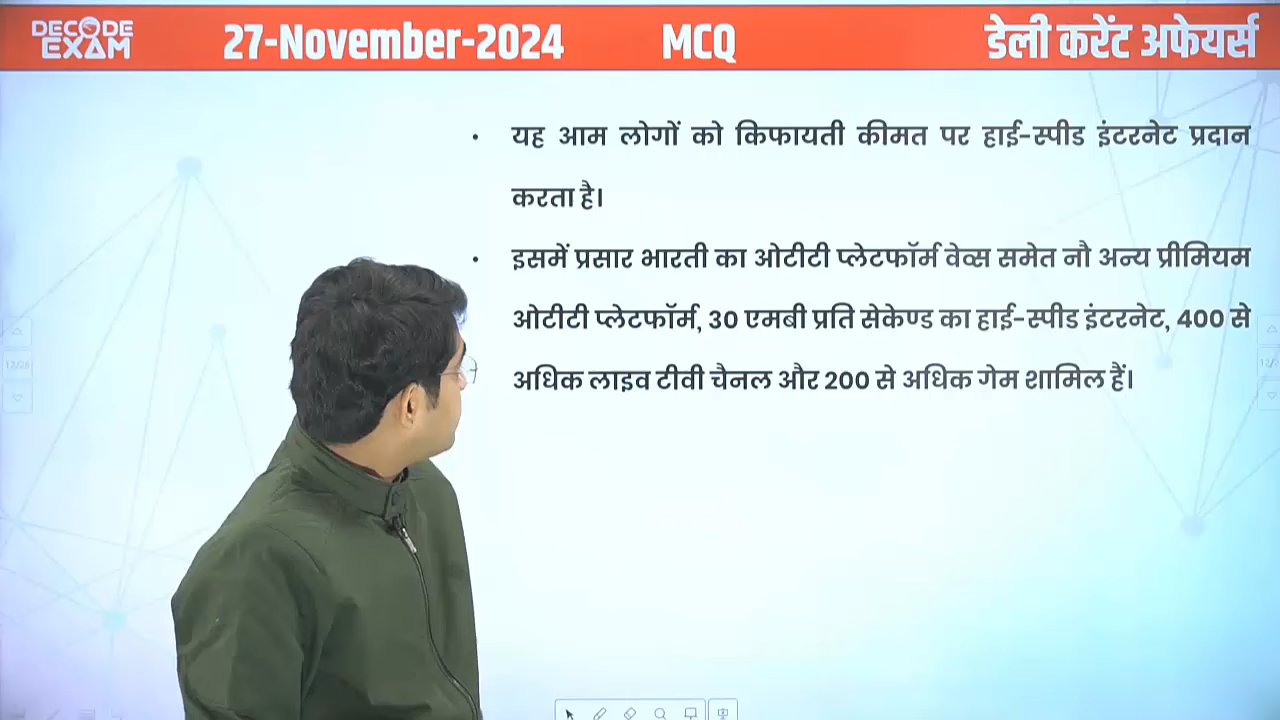 DECODE EXAM
27-November-2024
MCQ
डेली करेंट अफेयर्स
• यह आम लोगों को किफायती कीमत पर हाई-स्पीड इंटरनेट प्रदान
करता है।
• इसमें प्रसार भारती का ओटीटी प्लेटफॉर्म वेव्स समेत नौ अन्य प्रीमियम
ओटीटी प्लेटफॉर्म, 30 एमबी प्रति सेकेण्ड का हाई-स्पीड इंटरनेट, 400 से
अधिक लाइव टीवी चैनल और 200 से अधिक गेम शामिल हैं।
12/26